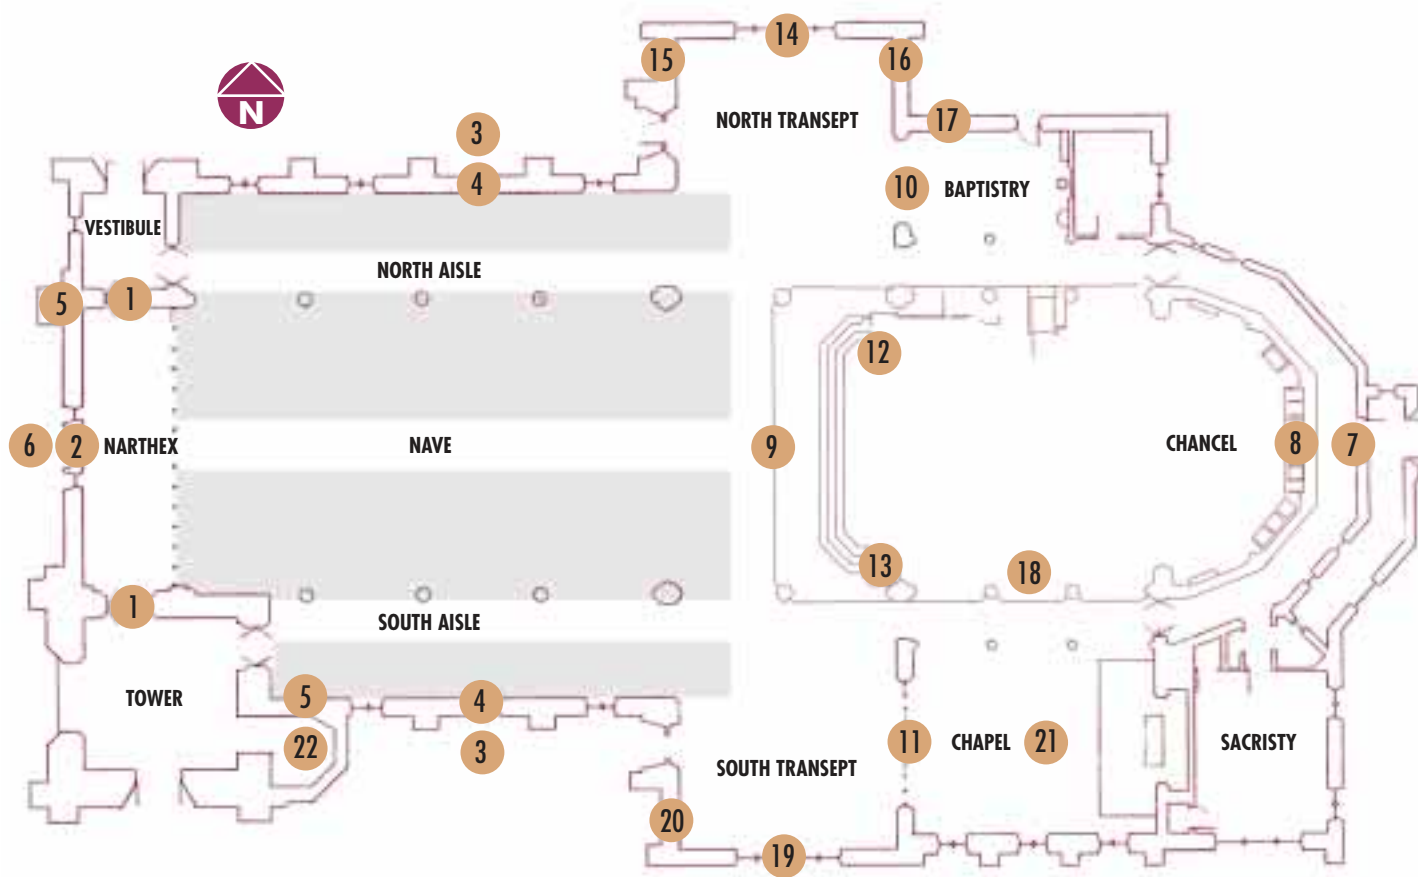 14
15
16
NORTH TRANSEPT
17
N
3
4
10
BAPTISTRY
VESTIBULE
NORTH AISLE
5
1
12
6
2
NARTHEX
NAVE
9
CHANCEL
8
7
13
18
1
SOUTH AISLE
TOWER
5
4
22
3
SOUTH TRANSEPT
11
CHAPEL
21
SACRISTY
20
19